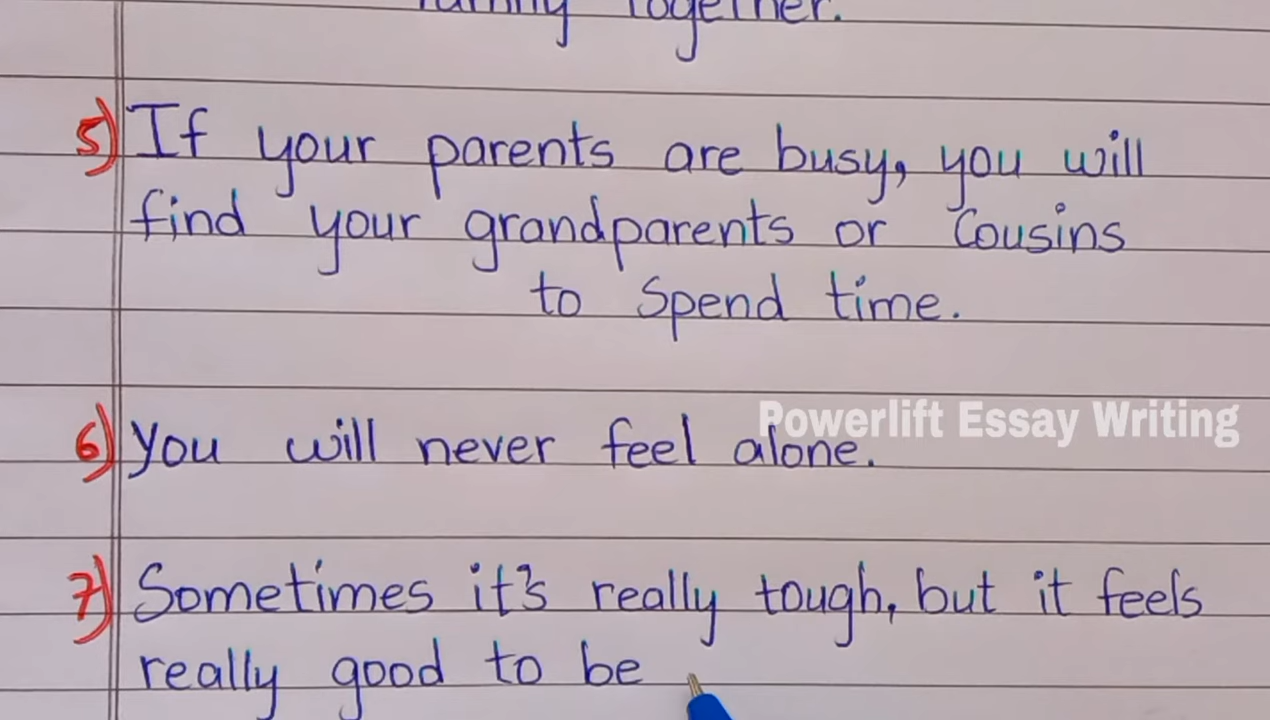 together.
5) If your parents are busy, you will
find your grandparents or Cousins
to Spend time.
Powerlift Essay Writing
6) You will never feel alone.
7) Sometimes it's really tough, but it feels
really good to be